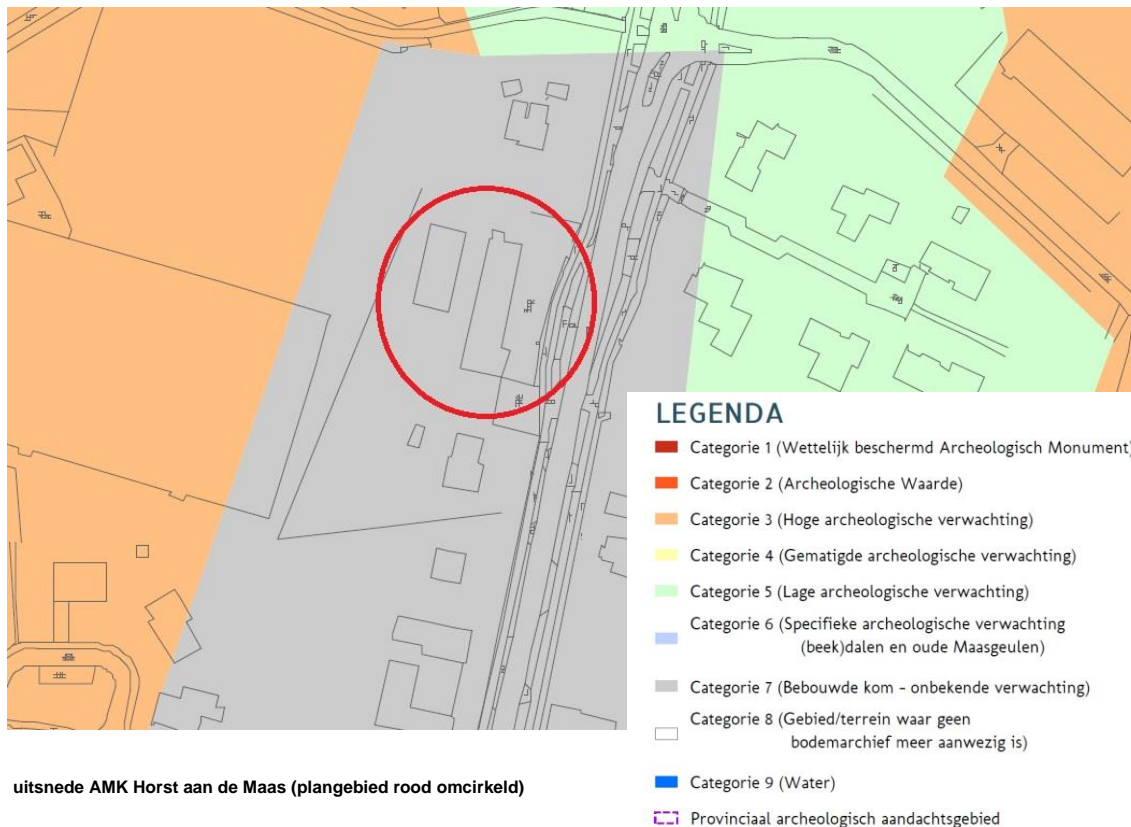 LEGENDA
Categorie 1 (Wettelijk beschermd Archeologisch Monument)
Categorie 2 (Archeologische Waarde)
Categorie 3 (Hoge archeologische verwachting)
Categorie 4 (Gematigde archeologische verwachting)
Categorie 5 (Lage archeologische verwachting)
Categorie 6 (Specifieke archeologische verwachting
(beek)dalen en oude Maasgeulen)
Categorie 7 (Bebouwde kom - onbekende verwachting)
Categorie 8 (Gebied/terrein waar geen
bodemarchief meer aanwezig is)
Categorie 9 (Water)
Provinciaal archeologisch aandachtsgebied
uitsnede AMK Horst aan de Maas (plangebied rood omcirkeld)